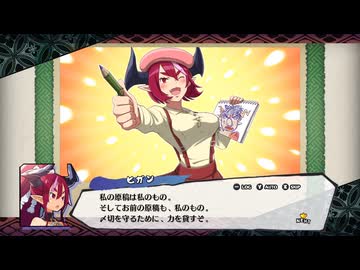 ヒガン
私の原稿は私のもの。
そしてお前の原稿も、私のもの。
〆切を守るために、力を貸すぞ。
LOG AUTO SKIP
NEXT